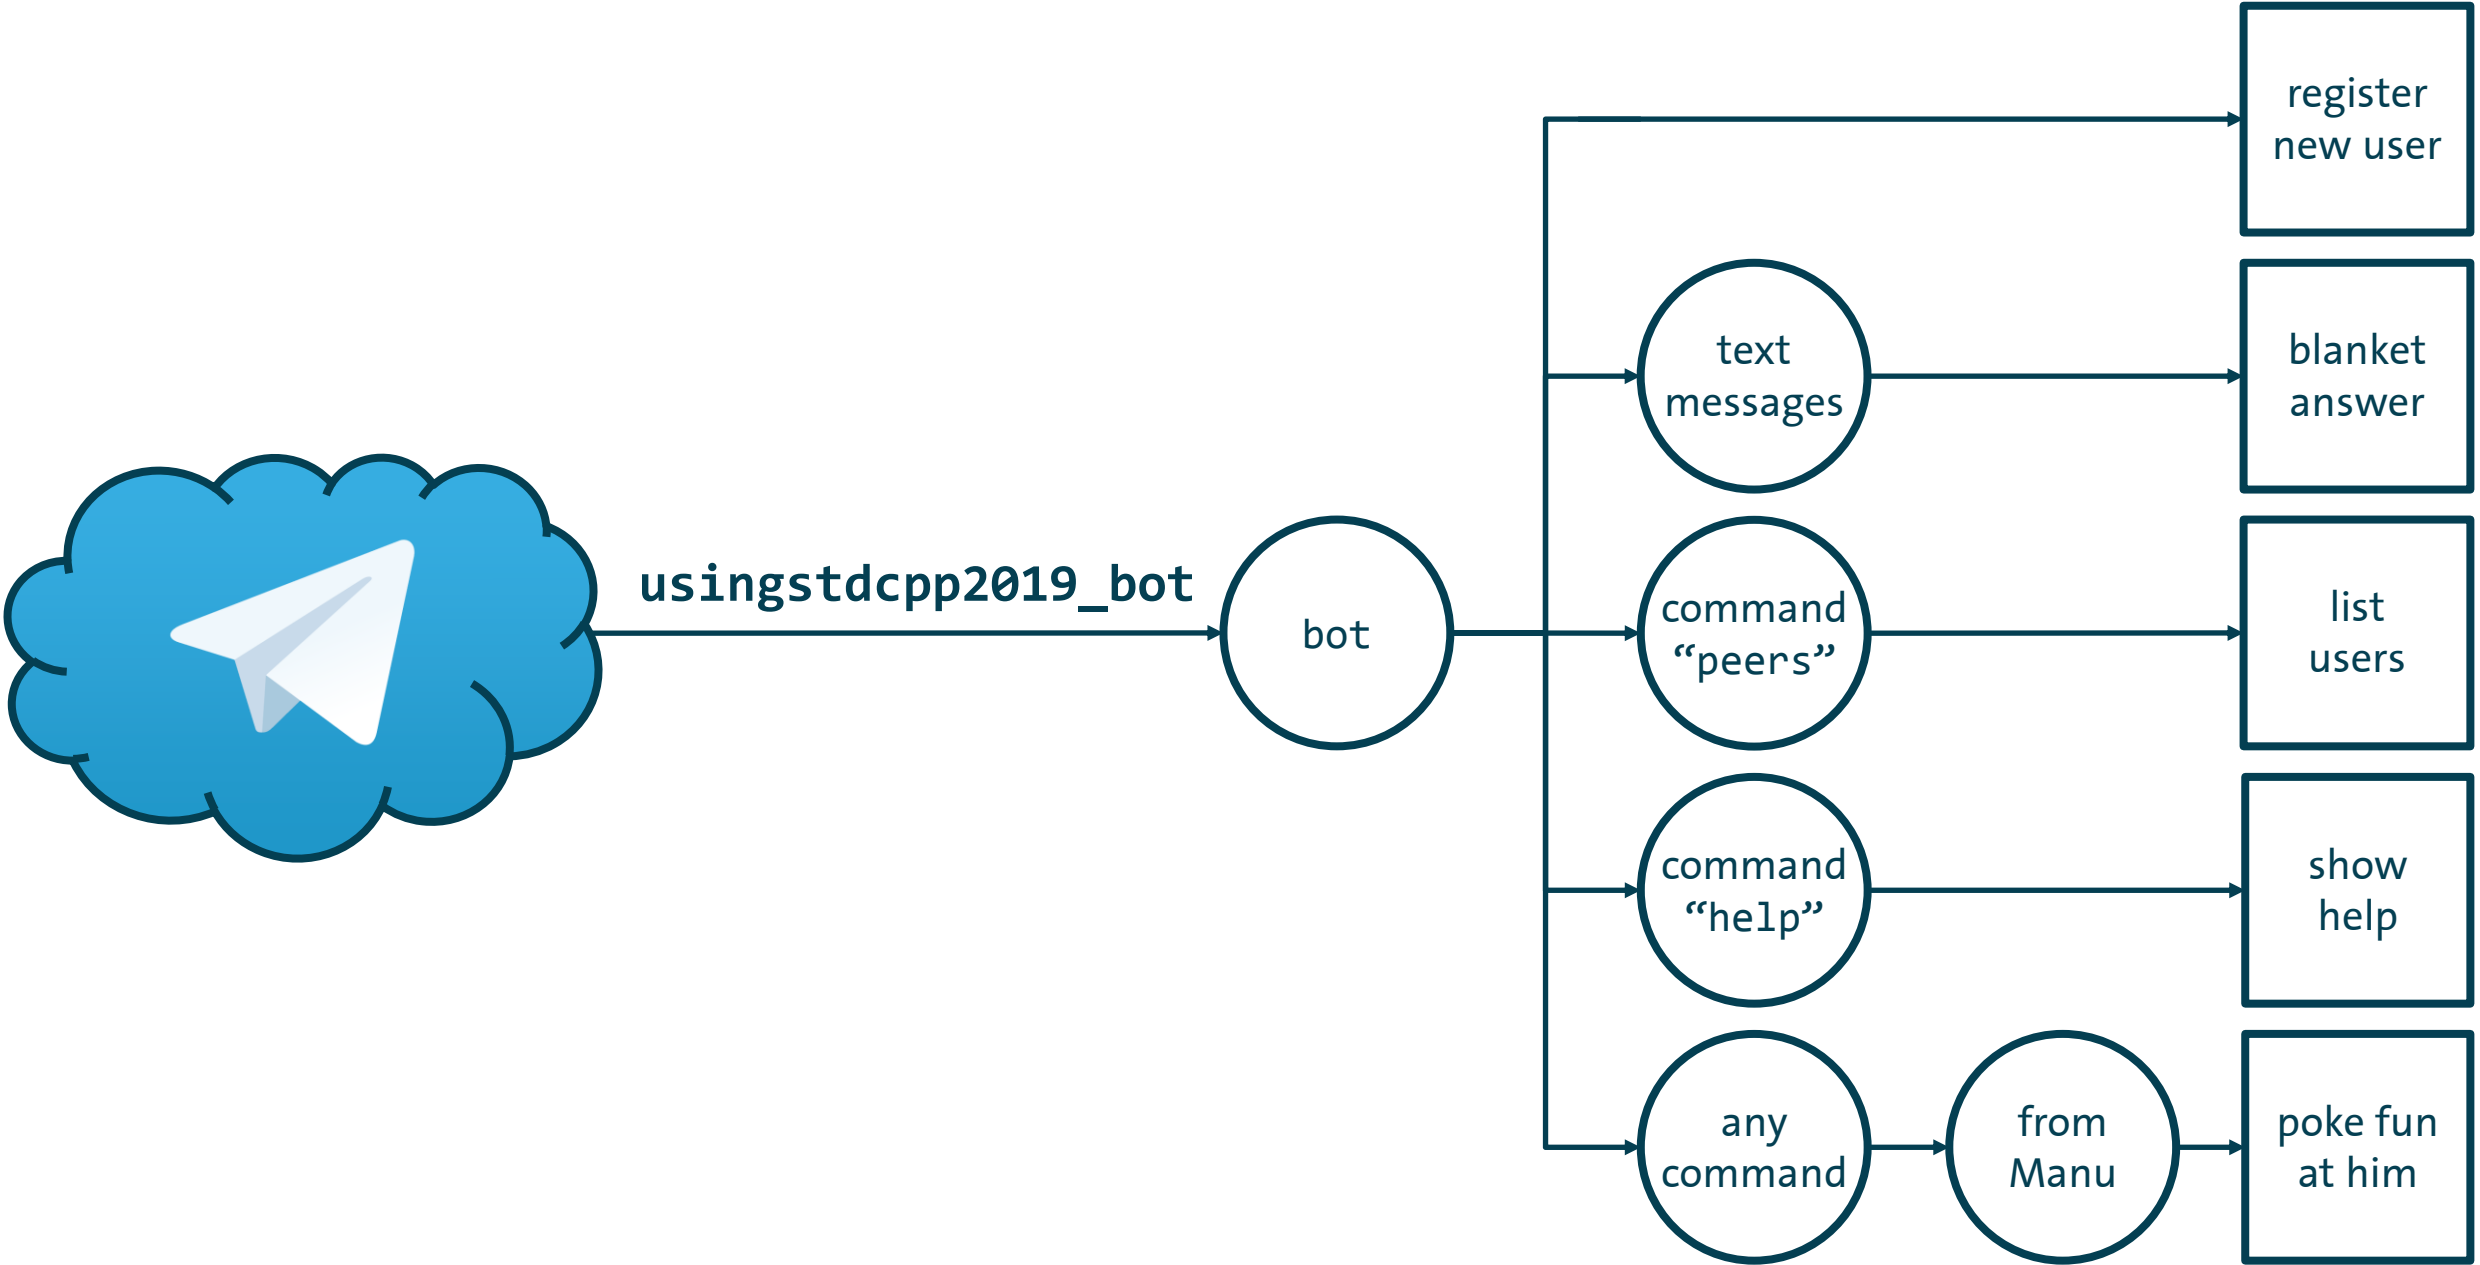 usingstdcpp2019_bot
bot
register
new user
text
messages
blanket
answer
command
“peers”
list
users
command
“help”
show
help
any
command
from
Manu
poke fun
at him